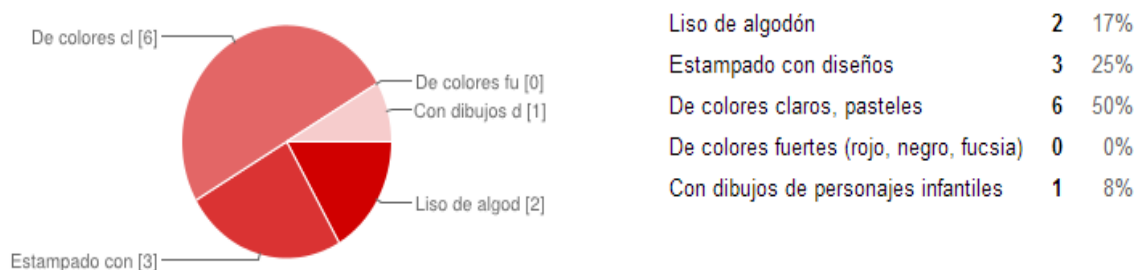 De colores cl [6]
De colores fu [0]
Con dibujos d [1]
Liso de algod [2]
Estampado con [3]
Liso de algodón 2 17%
Estampado con diseños 3 25%
De colores claros, pasteles 6 50%
De colores fuertes (rojo, negro, fucsia) 0 0%
Con dibujos de personajes infantiles 1 8%